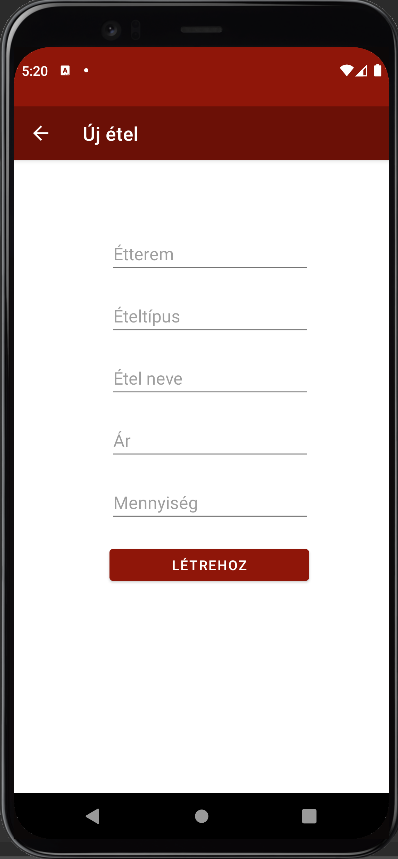 5:20
Új étel
Étterem
Ételtípus
Étel neve
Ár
Mennyiség
LÉTREHOZ